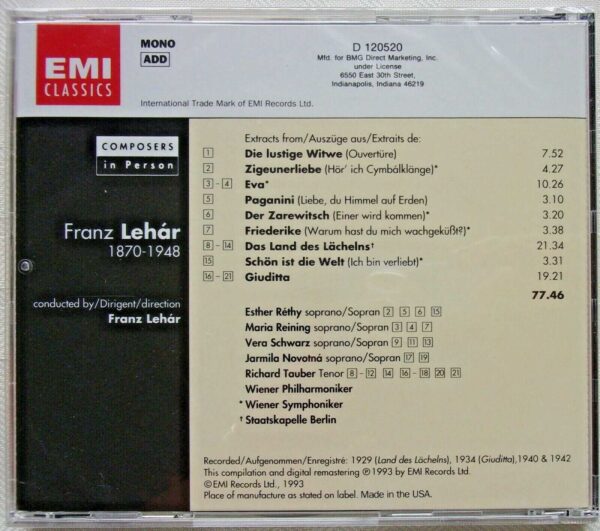 EMI
CLASSICS
MONO
ADD
D 120520
Mfd. for BMG Direct Marketing, Inc.
under License
6550 East 30th Street,
Indianapolis, Indiana 46219
International Trade Mark of EMI Records Ltd.
COMPOSERS
in Person
Franz Lehár
1870-1948
conducted by/Dirigent/direction
Franz Lehár
Extracts from/Auszüge aus/Extraits de:
1 Die lustige Witwe (Ouvertüre) 7.52
2 Zigeunerliebe (Hör' ich Cymbálklänge) 4.27
3 - 4 Eva* 10.26
5 Paganini (Liebe, du Himmel auf Erden) 3.10
6 Der Zarewitsch (Einer wird kommen)* 3.20
7 Friederike (Warum hast du mich wachgeküßt?)* 3.38
8 - 14 Das Land des Lächelns† 21.34
15 Schön ist die Welt (Ich bin verliebt)* 3.31
16 - 21 Giuditta 19.21
77.46
Esther Réthy soprano/Sopran 2 5 6 15
Maria Reining soprano/Sopran 3 4 7
Vera Schwarz soprano/Sopran 9 11 13
Jarmila Novotná soprano/Sopran 17 19
Richard Tauber Tenor 8 - 12 14 16 - 18 20 21
Wiener Philharmoniker
* Wiener Symphoniker
† Staatskapelle Berlin
Recorded/Aufgenommen/Enregistré: 1929 (Land des Lächelns), 1934 (Giuditta),1940 & 1942
This compilation and digital remastering ℗ 1993 by EMI Records Ltd.
© EMI Records Ltd., 1993
Place of manufacture as stated on label. Made in the USA.